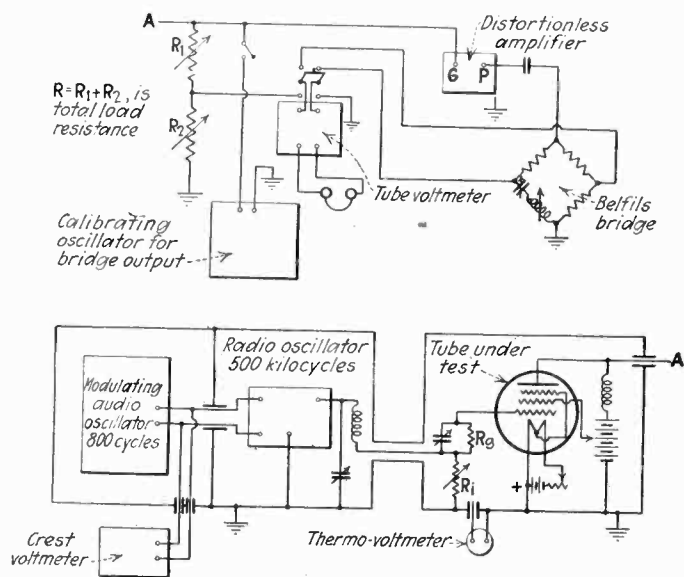 A
R₁
R=R₁+R₂, is
total load
resistance
R₂
Distortionless
amplifier
G P
Tube voltmeter
Belfils
bridge
Calibrating
oscillator for
bridge output
Radio oscillator
500 kilocycles
Tube under
test
A
Modulating
audio
oscillator
800 cycles
Rg
Ri
+
Crest
voltmeter
Thermo-voltmeter